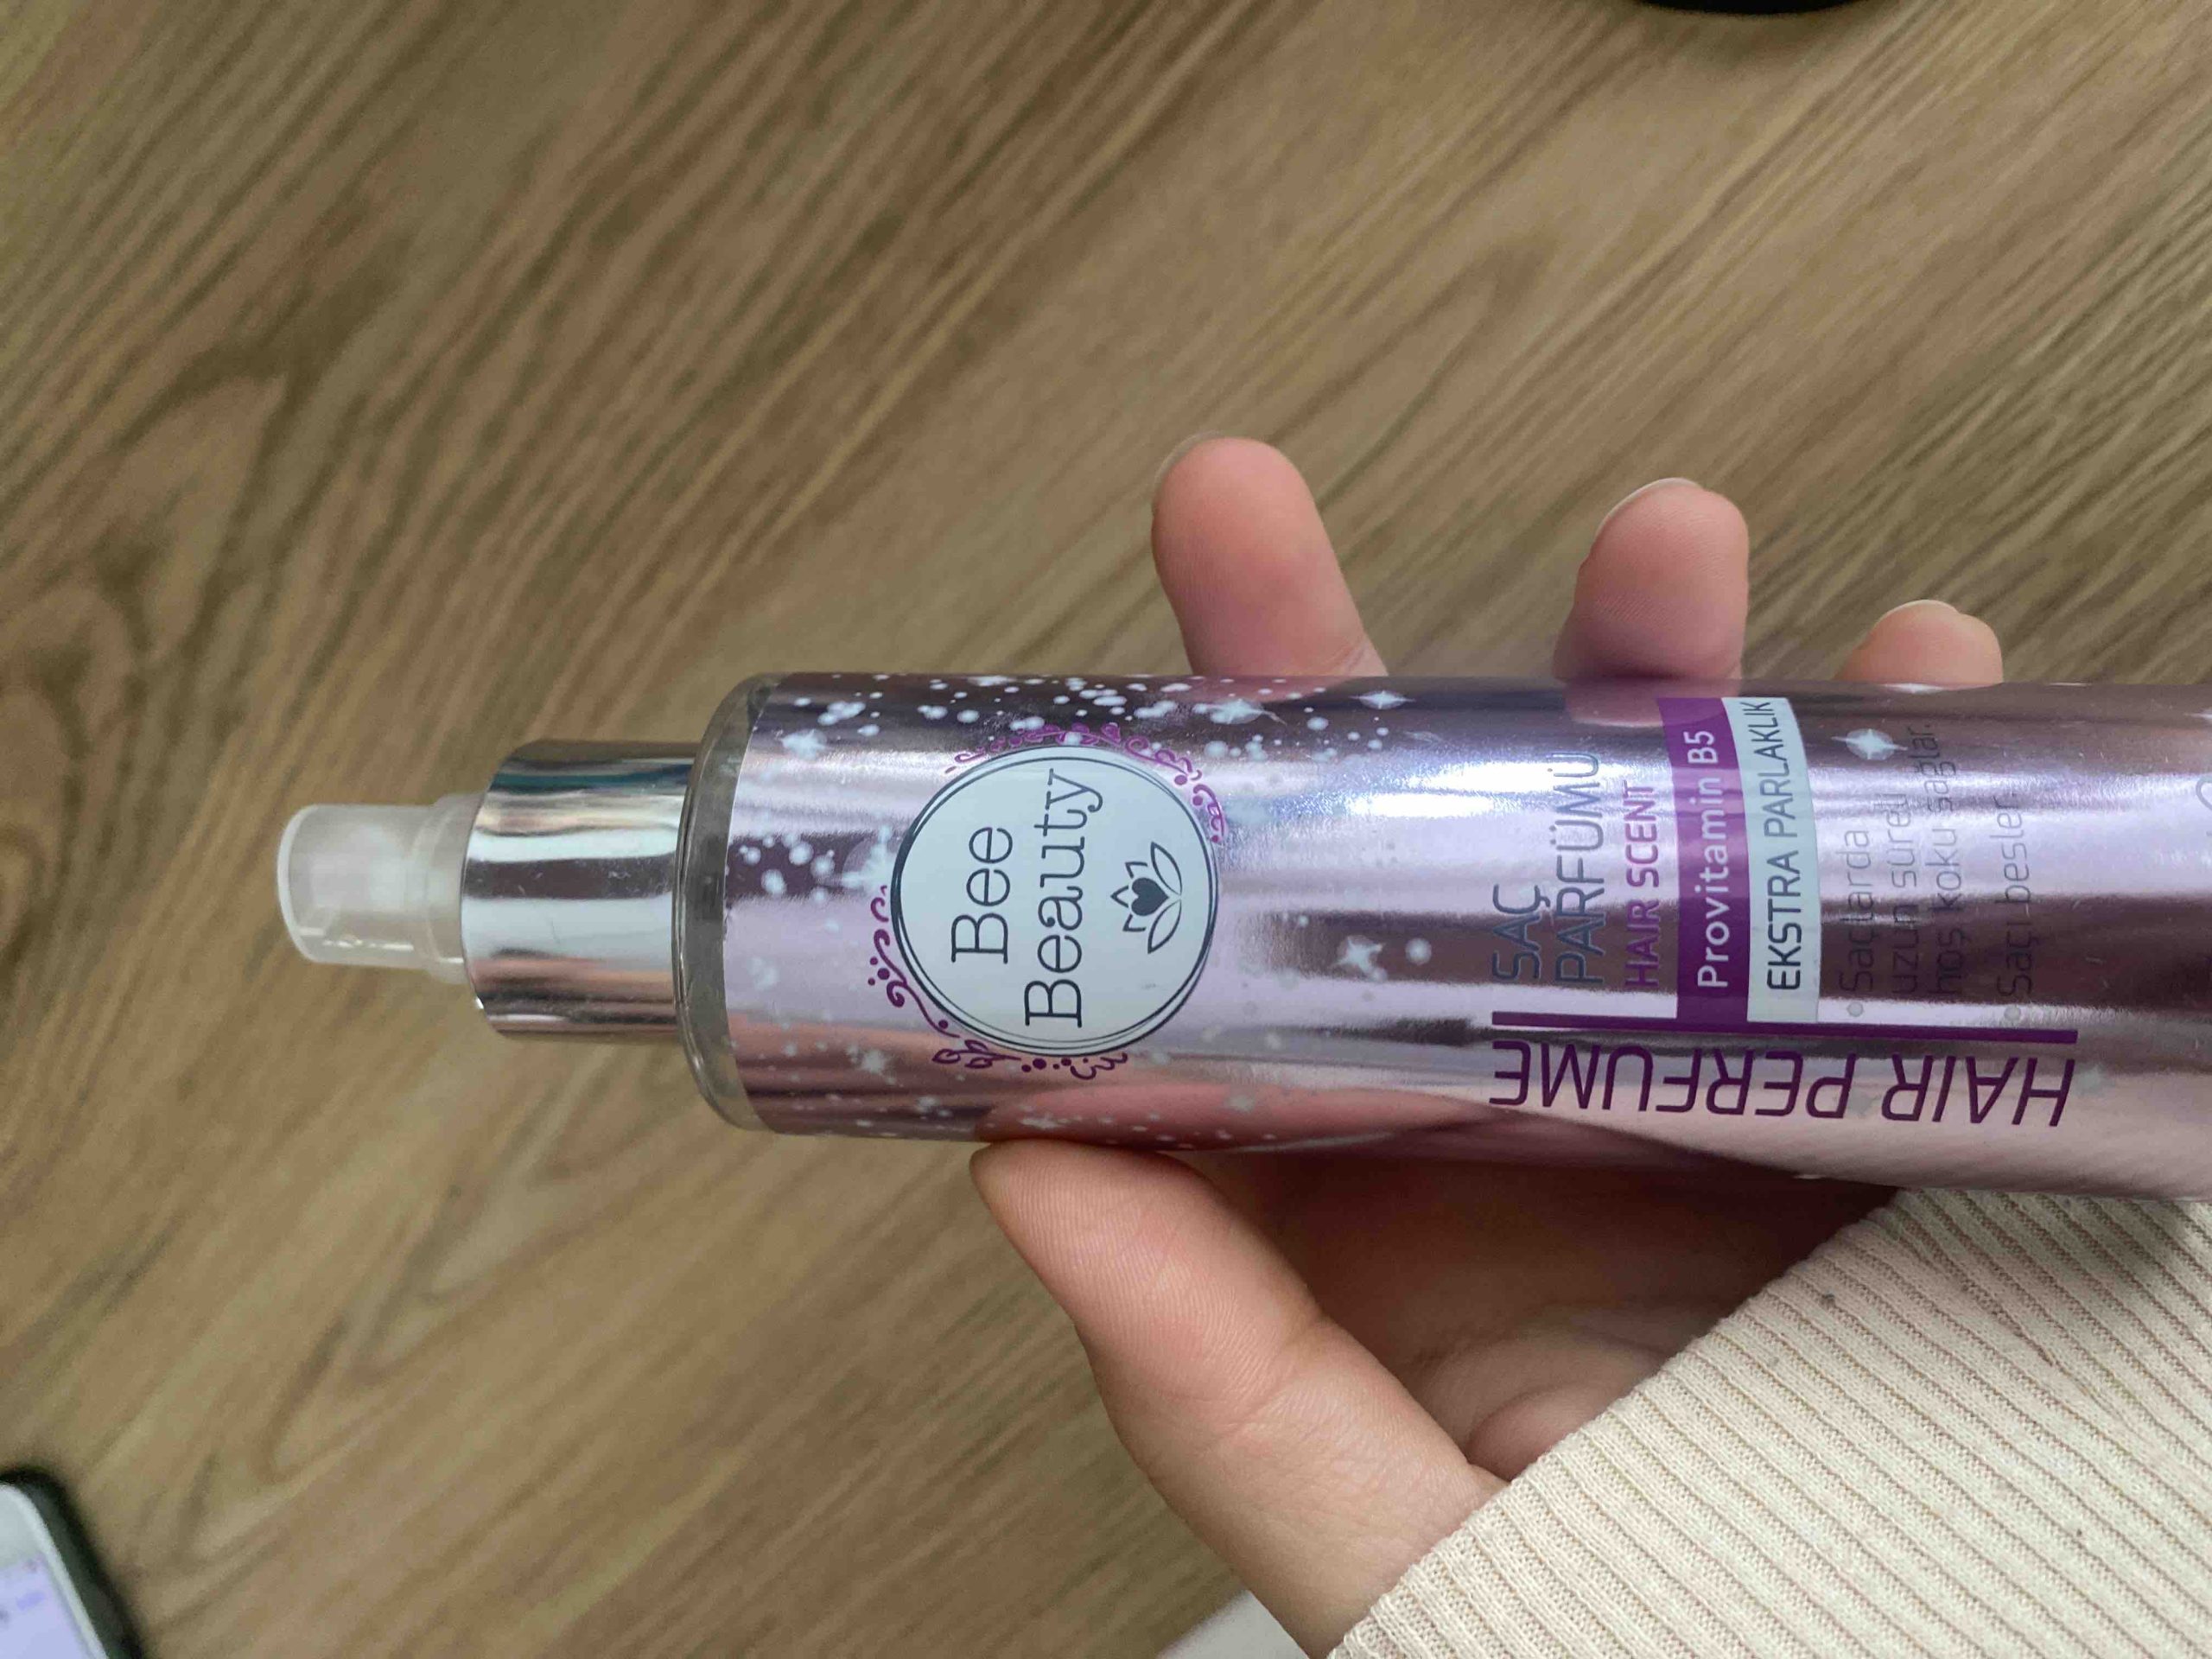 Bee
Beauty
HAIR PERFUME
SAÇ
PARFÜMÜ
HAIR SCENT
Provitamin B5
EKSTRA PARLAKLIK
• Saçlarda
uzun süreli
hoş koku sağlar.
• Saçı besler.